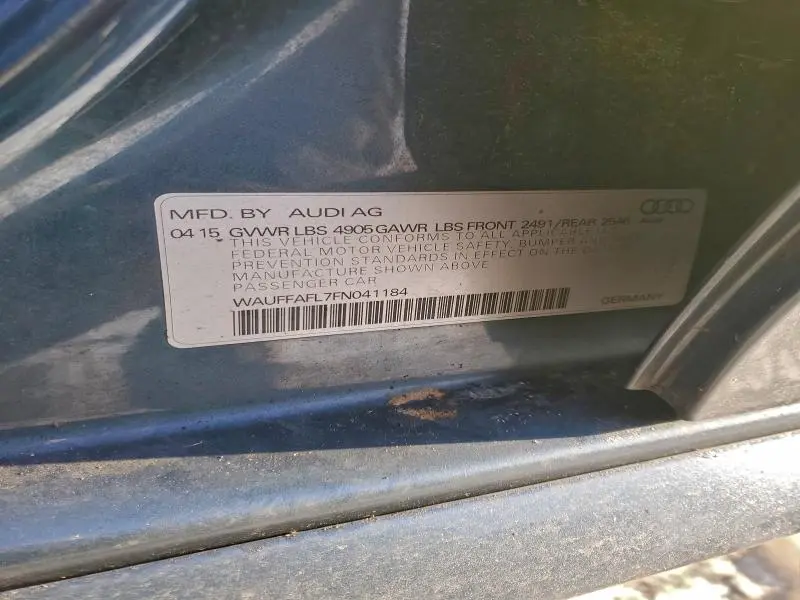 MFD. BY AUDI AG
04 15 GVWR LBS 4905 GAWR LBS FRONT 2491/REAR
THIS VEHICLE CONFORMS TO ALL APPLICABLE
FEDERAL MOTOR VEHICLE SAFETY, BUMPER AND
PREVENTION STANDARDS IN EFFECT ON THE DATE
MANUFACTURE SHOWN ABOVE
PASSENGER CAR
WAUFFAFL7FN041184
GERMANY